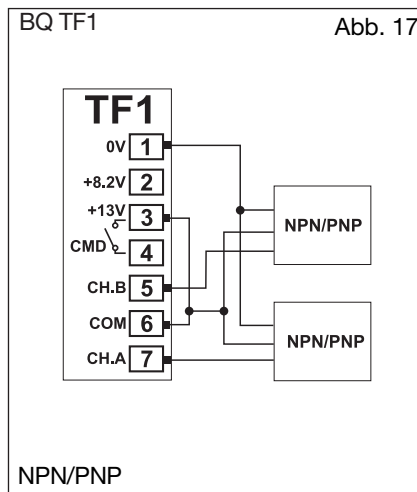 BQ TF1
Abb. 17
TF1
0V 1
+8.2V 2
+13V 3
CMD 4
CH.B 5
COM 6
CH.A 7
NPN/PNP
NPN/PNP
NPN/PNP